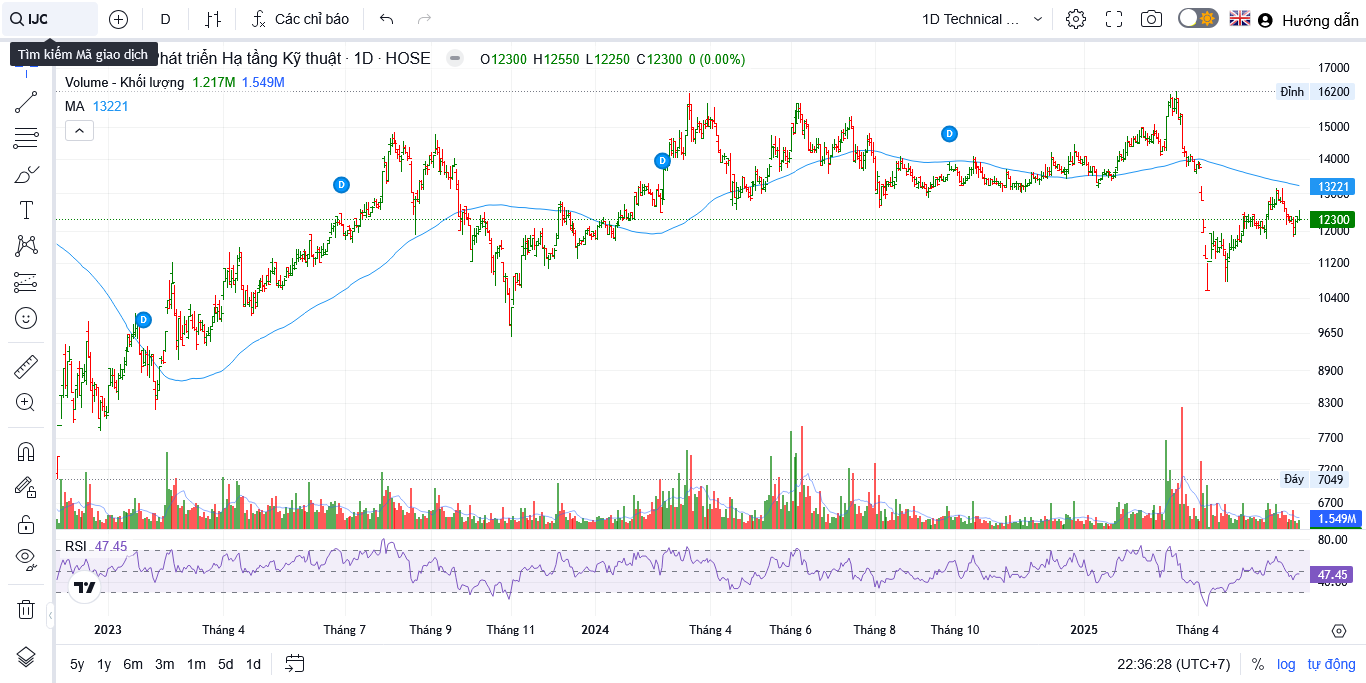 IJC
D
Các chỉ báo
1D Technical ...
Hướng dẫn
Tìm kiếm Mã giao dịch
Phát triển Hạ tầng Kỹ thuật · 1D · HOSE
O12300 H12550 L12250 C12300 0 (0.00%)
Volume - Khối lượng 1.217M 1.549M
MA 13221
17000
Đỉnh 16200
15000
14000
13221
12300
12000
11200
10400
9650
8900
8300
7700
7200
Đáy 7049
6700
1.549M
D
D
D
D
RSI 47.45
80.00
47.45
40.00
2023
Tháng 4
Tháng 7
Tháng 9
Tháng 11
2024
Tháng 4
Tháng 6
Tháng 8
Tháng 10
2025
Tháng 4
5y 1y 6m 3m 1m 5d 1d
22:36:28 (UTC+7)
% log tự động